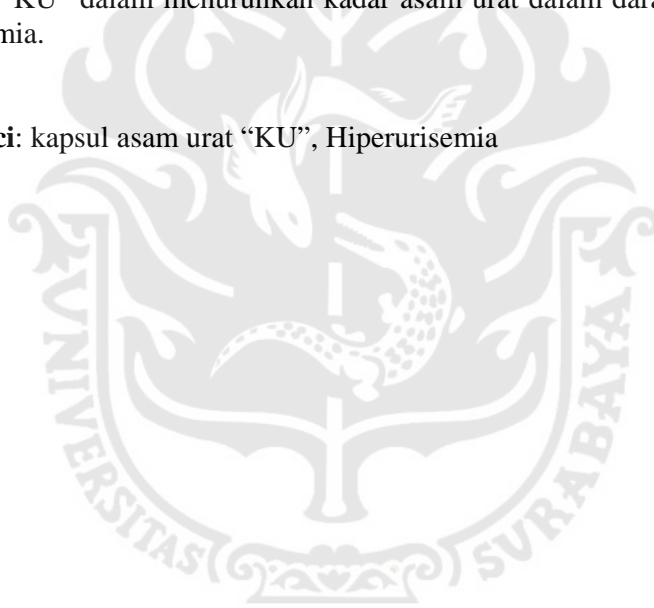 "KU" dalam menurunkan kadar asam urat dalam dara
mia.
ci: kapsul asam urat “KU”, Hiperurisemia
UNIVERSITAS SURABAYA